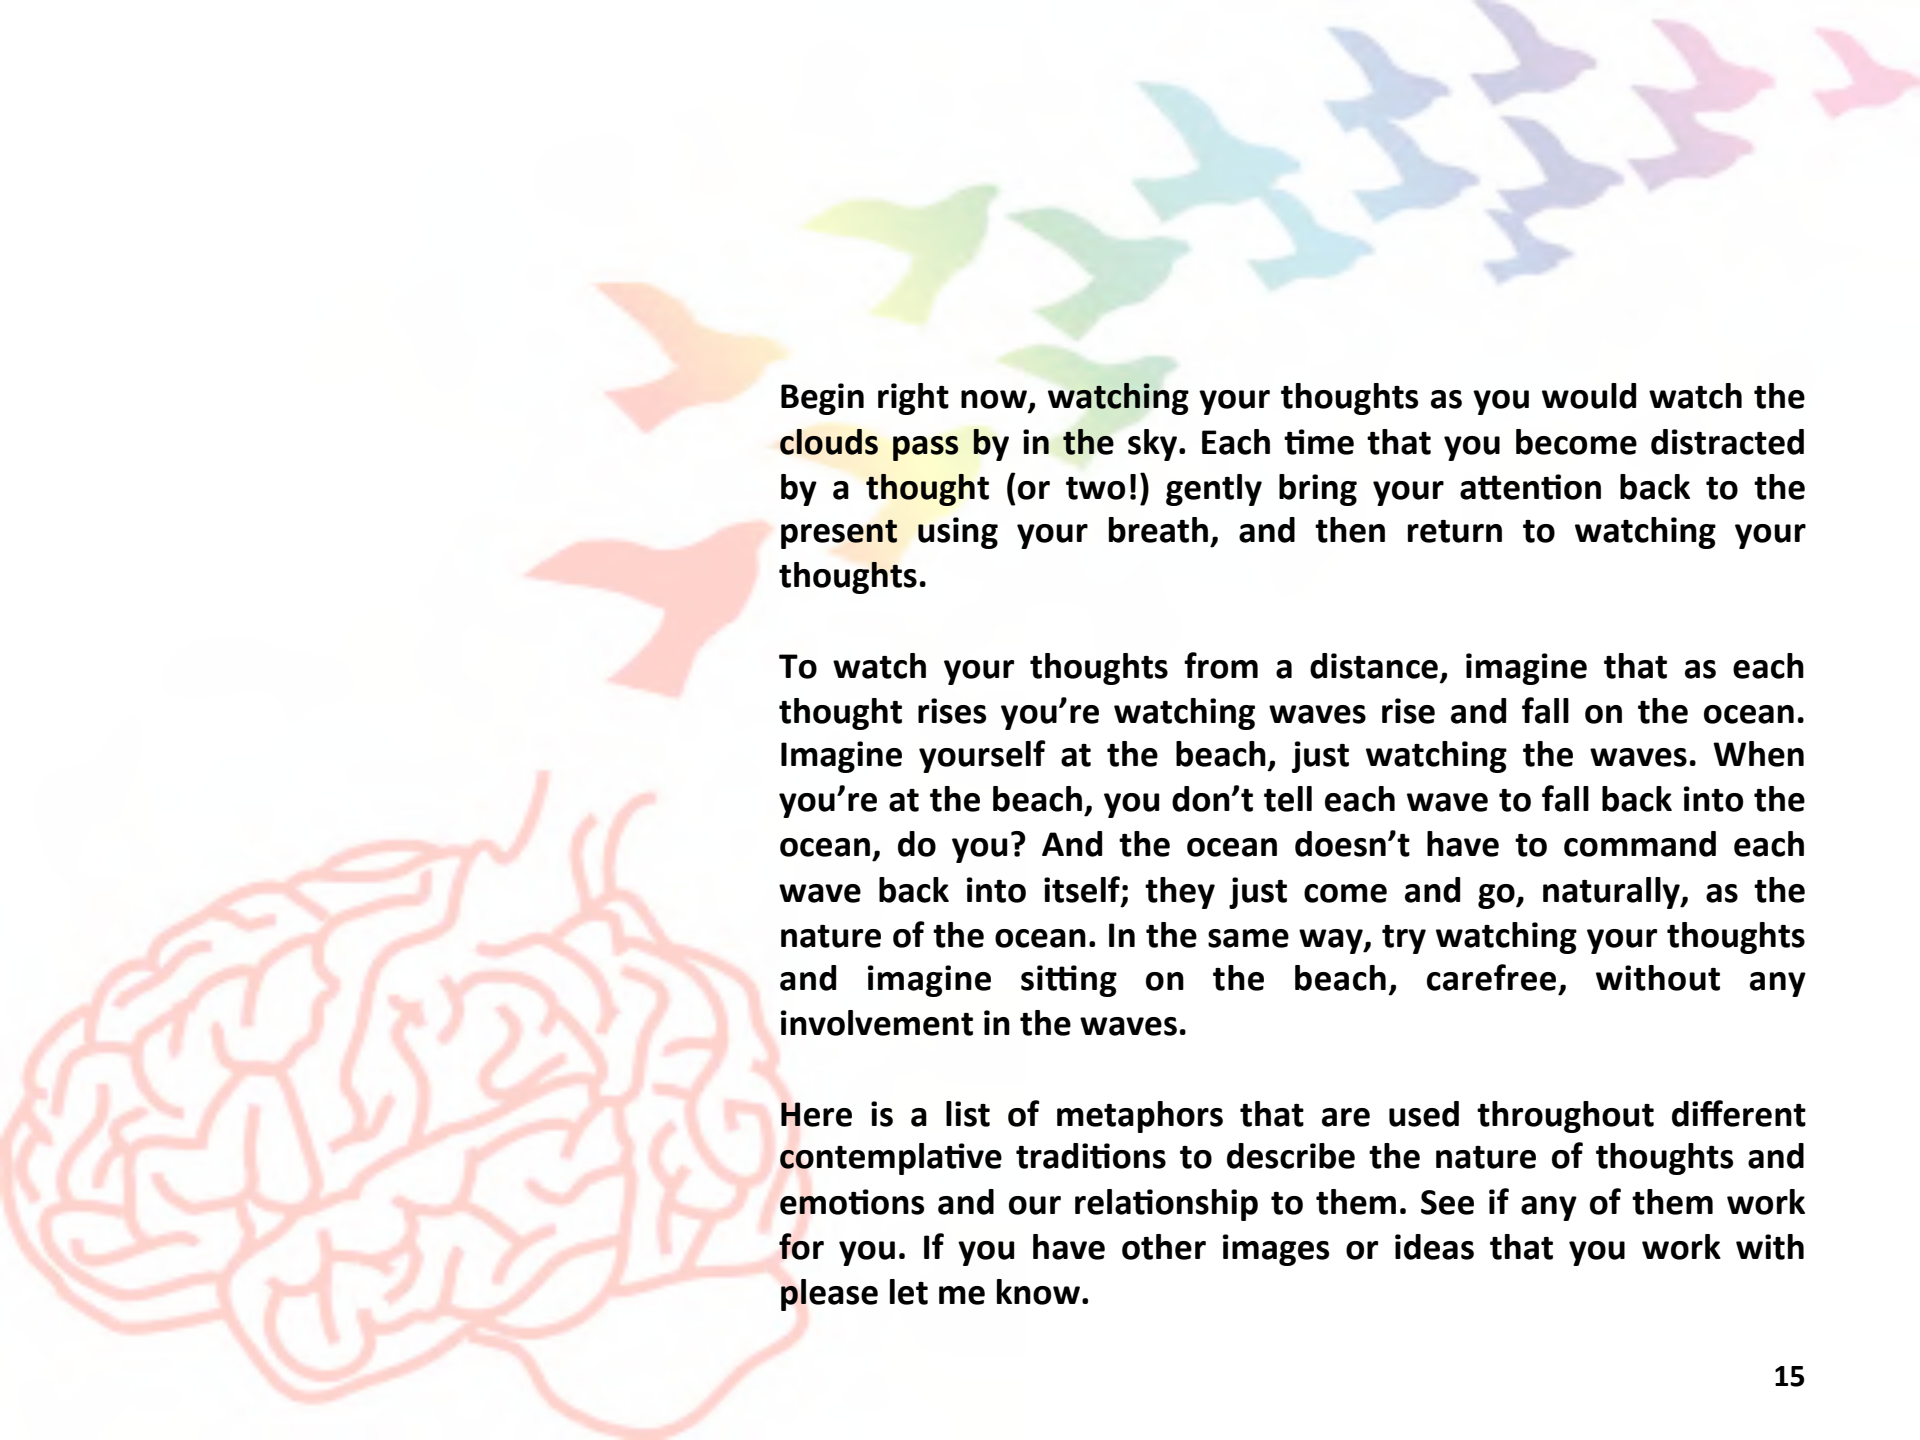 Begin right now, watching your thoughts as you would watch the
clouds pass by in the sky. Each time that you become distracted
by a thought (or two!) gently bring your attention back to the
present using your breath, and then return to watching your
thoughts.
To watch your thoughts from a distance, imagine that as each
thought rises you’re watching waves rise and fall on the ocean.
Imagine yourself at the beach, just watching the waves. When
you’re at the beach, you don’t tell each wave to fall back into the
ocean, do you? And the ocean doesn’t have to command each
wave back into itself; they just come and go, naturally, as the
nature of the ocean. In the same way, try watching your thoughts
and imagine sitting on the beach, carefree, without any
involvement in the waves.
Here is a list of metaphors that are used throughout different
contemplative traditions to describe the nature of thoughts and
emotions and our relationship to them. See if any of them work
for you. If you have other images or ideas that you work with
please let me know.
15